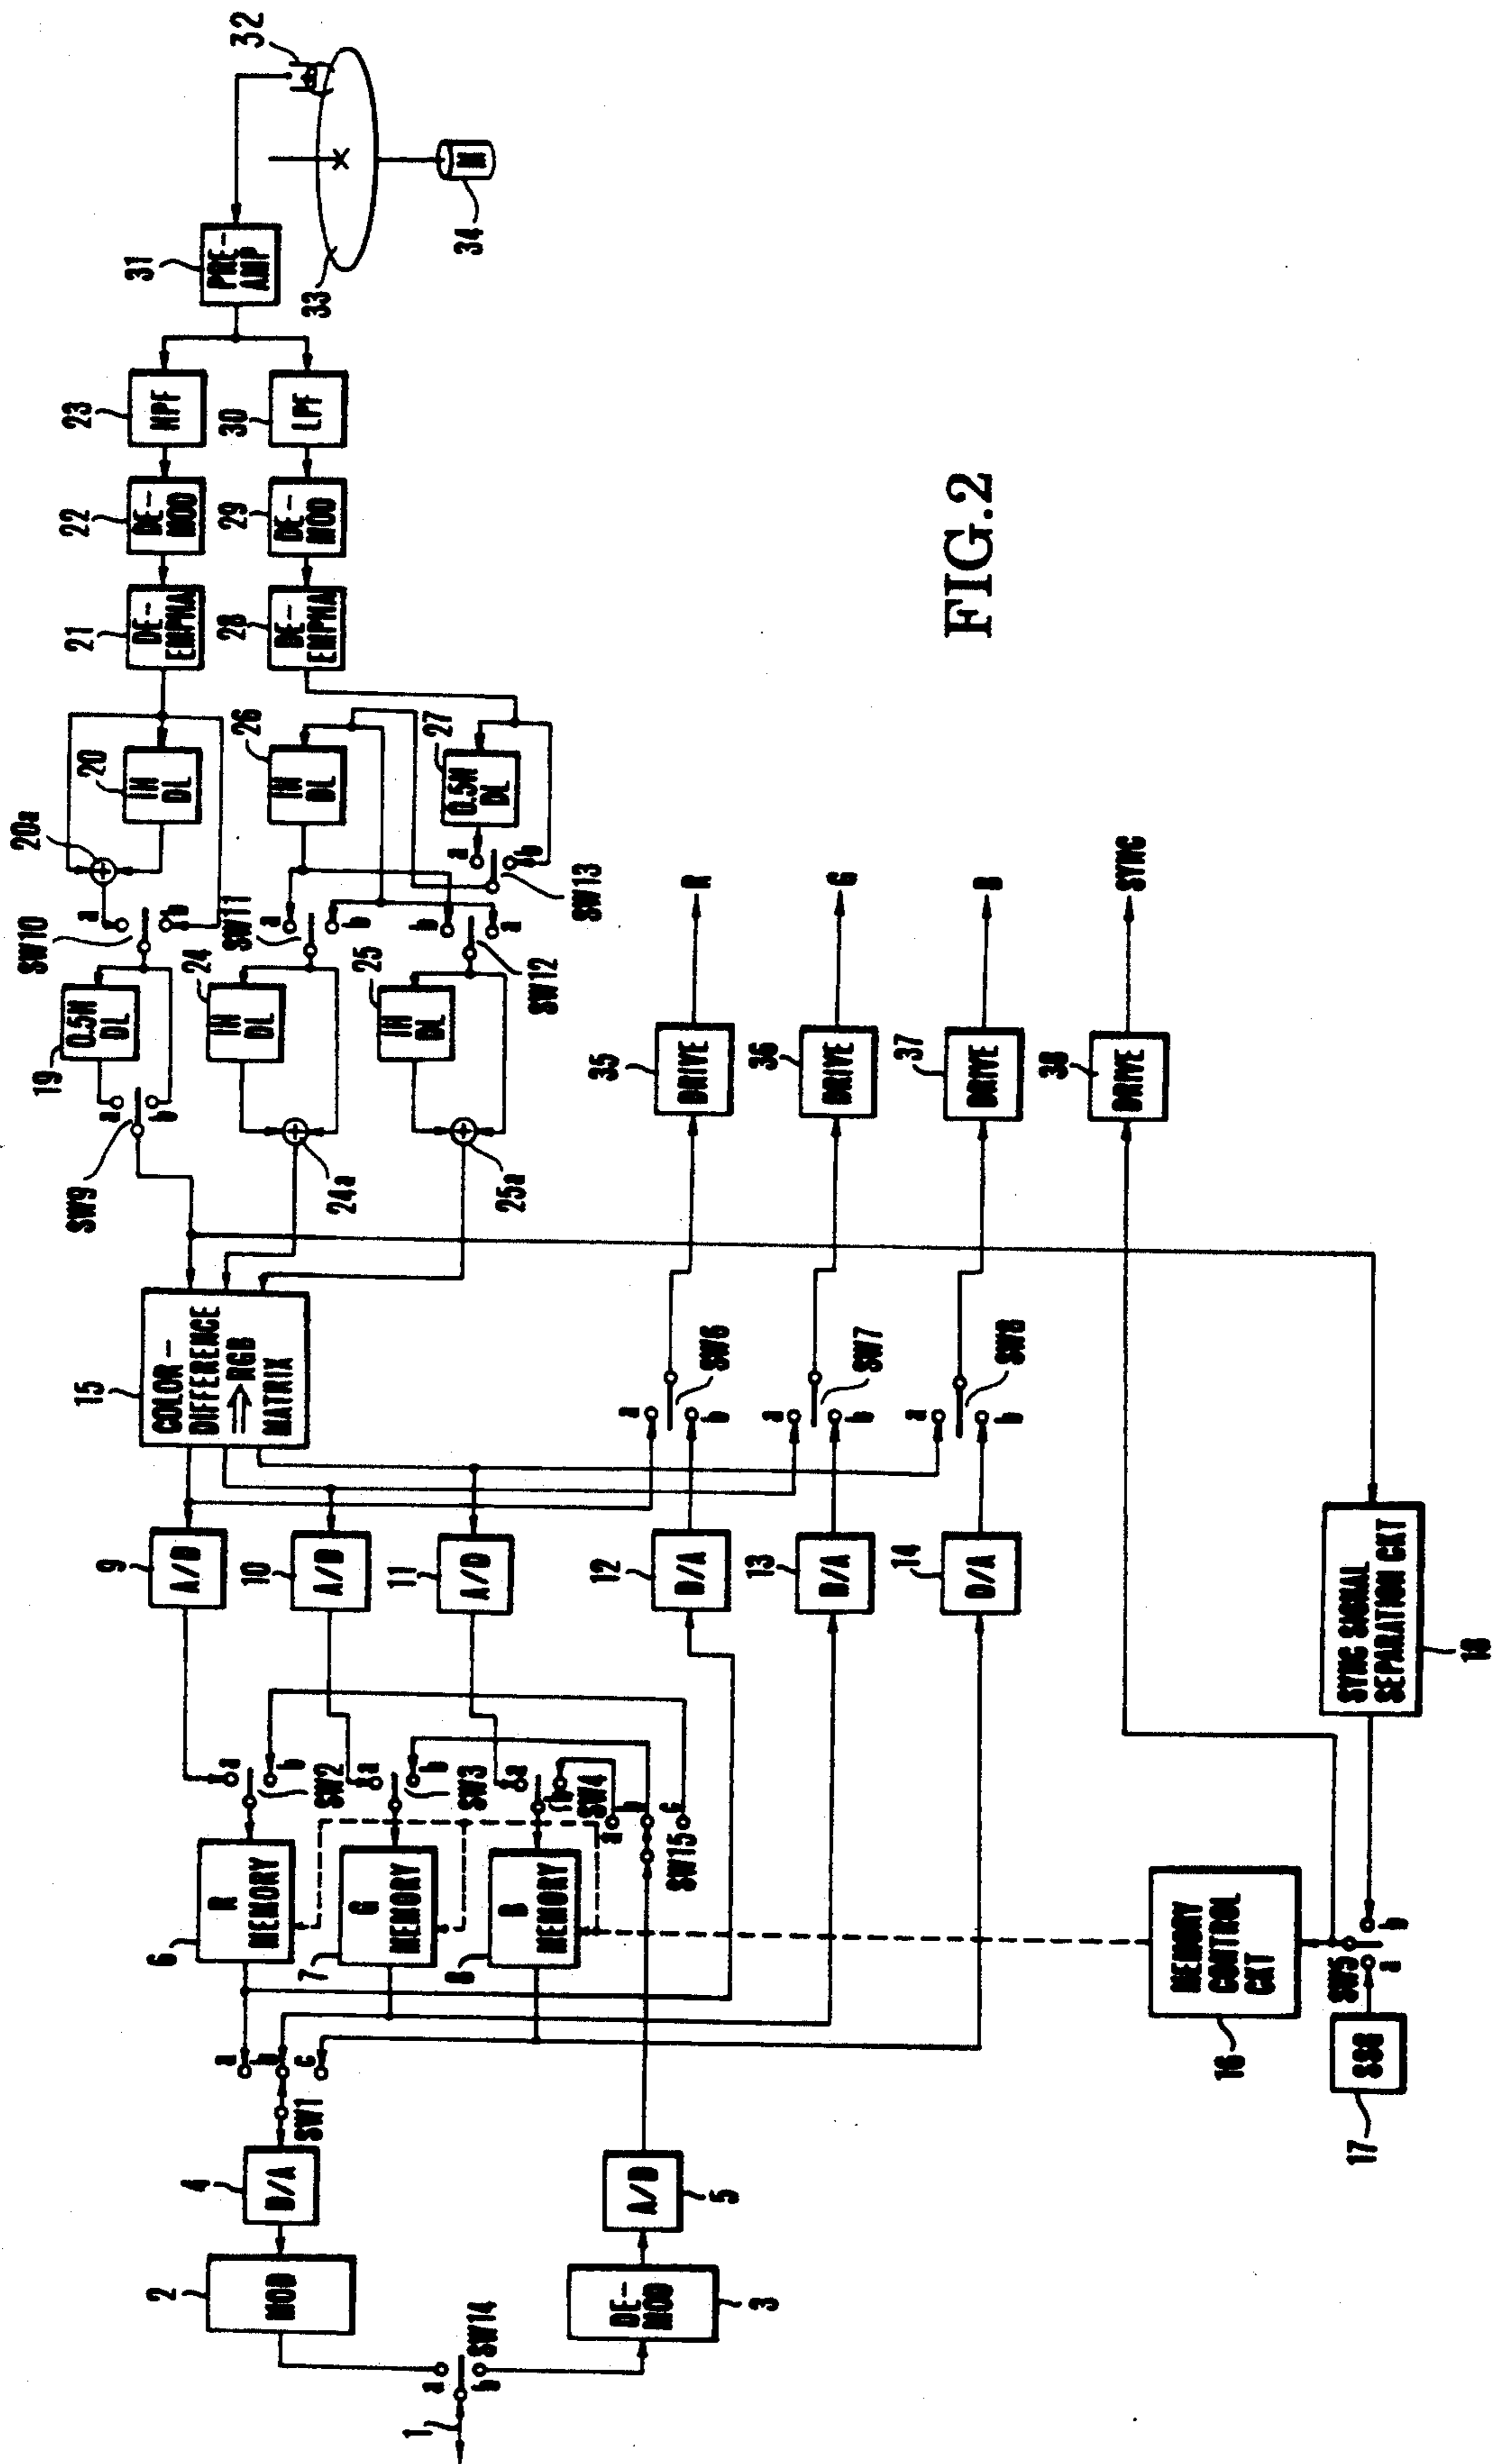 FIG.2
1
SW14
a
b
2
MOD
3
DE-
MOD
4
D/A
5
A/D
SW1
a
b
c
6
R
MEMORY
7
G
MEMORY
8
B
MEMORY
SW2
a
b
SW3
a
b
SW4
a
b
SW15
a
b
c
9
A/D
10
A/D
11
A/D
12
D/A
13
D/A
14
D/A
15
COLOR-
DIFFERENCE
⇒RGB
MATRIX
16
MEMORY
CONTROL
CKT
17
SSG
SW5
a
b
18
SYNC SIGNAL
SEPARATION CKT
SW6
a
b
SW7
a
b
SW8
a
b
SW9
a
b
19
0.5H
DL
SW10
a
b
20a
20
1H
DL
21
DE-
EMPHA
22
DE-
MOD
23
HPF
24
1H
DL
24a
SW11
a
b
25
1H
DL
25a
SW12
b
a
26
1H
DL
27
0.5H
DL
SW13
a
b
28
DE-
EMPHA
29
DE-
MOD
30
LPF
31
PRE-
AMP
32
33
34
M
35
DRIVE
R
36
DRIVE
G
37
DRIVE
B
38
DRIVE
SYNC